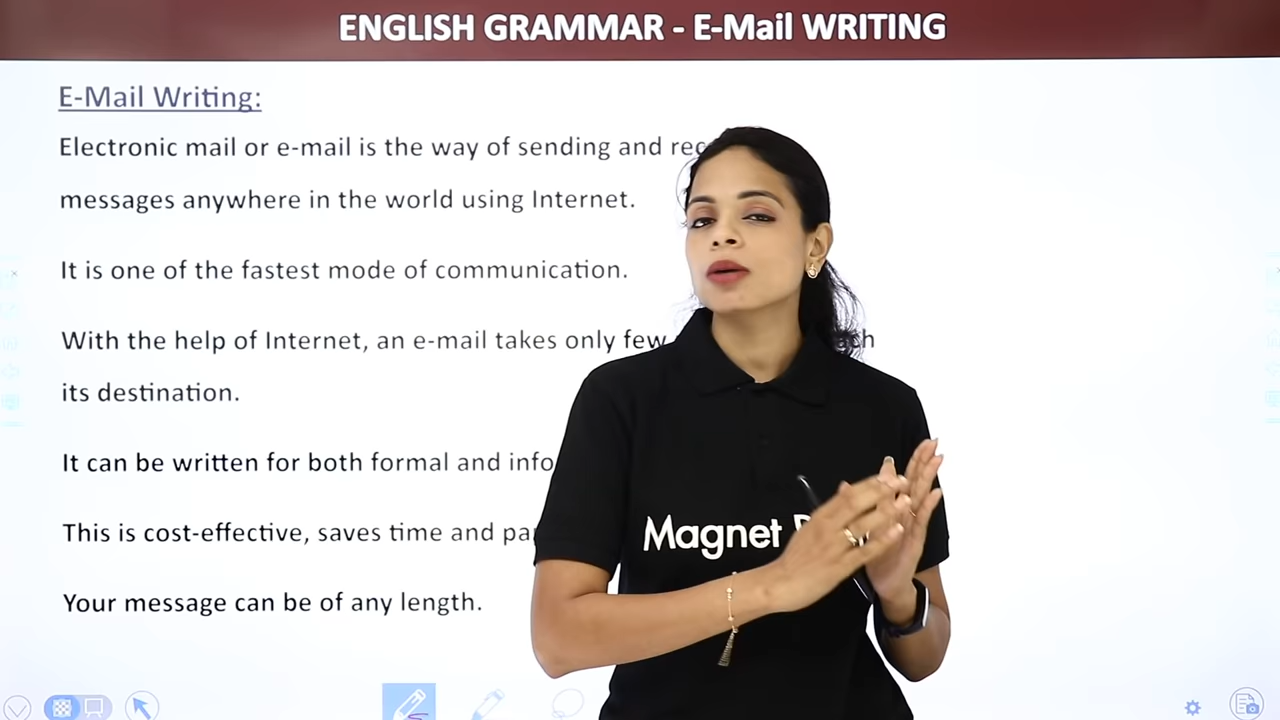 ENGLISH GRAMMAR - E-Mail WRITING
E-Mail Writing:
Electronic mail or e-mail is the way of sending and
messages anywhere in the world using Internet.
It is one of the fastest mode of communication.
With the help of Internet, an e-mail takes only few
its destination.
It can be written for both formal and
This is cost-effective, saves time and
Your message can be of any length.
Magnet